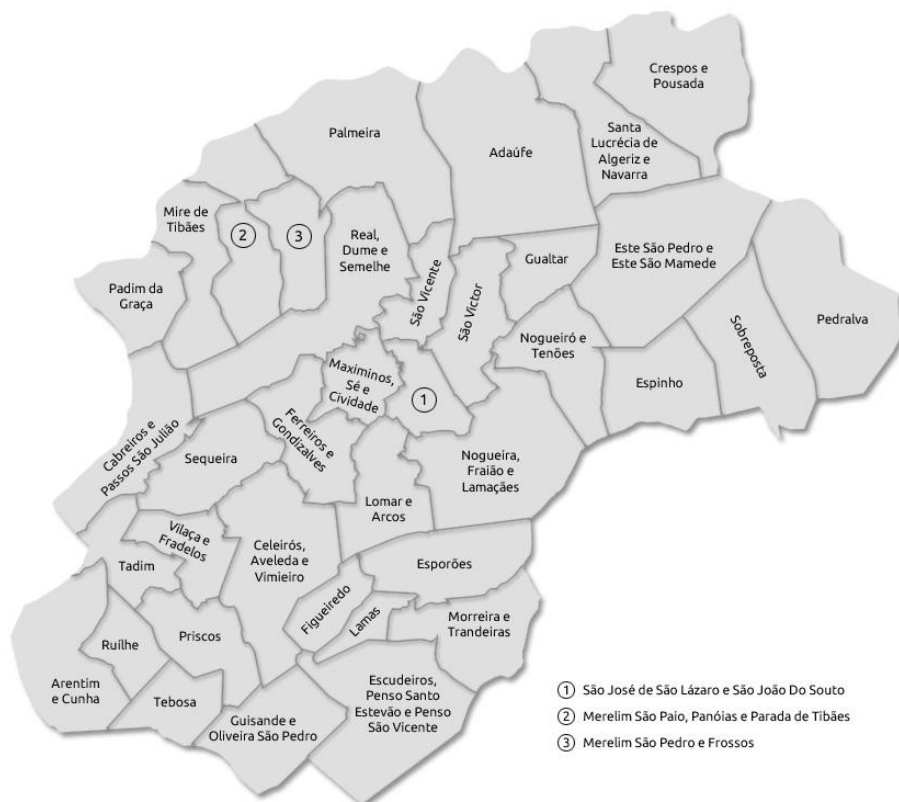 Crespos e
Pousada
Palmeira
Adaúfe
Santa
Lucrécia de
Algeriz e
Navarra
Mire de
Tibães
2
3
Real,
Dume e
Semelhe
São Vicente
São Victor
Gualtar
Este São Pedro e
Este São Mamede
Padim da
Graça
Pedralva
Sobreposta
Nogueiró e
Tenões
Espinho
Maximinos,
Sé e
Cividade
1
Ferreiros e
Gondizalves
Cabreiros e
Passos São Julião
Sequeira
Nogueira,
Fraião e
Lamaçães
Lomar e
Arcos
Vilaça e
Fradelos
Celeirós,
Aveleda e
Vimieiro
Tadim
Esporões
Figueiredo
Lamas
Morreira e
Trandeiras
Ruílhe
Priscos
Arentim
e Cunha
Tebosa
Guisande e
Oliveira São Pedro
Escudeiros,
Penso Santo
Estevão e Penso
São Vicente
1 São José de São Lázaro e São João Do Souto
2 Merelim São Paio, Panóias e Parada de Tibães
3 Merelim São Pedro e Frossos